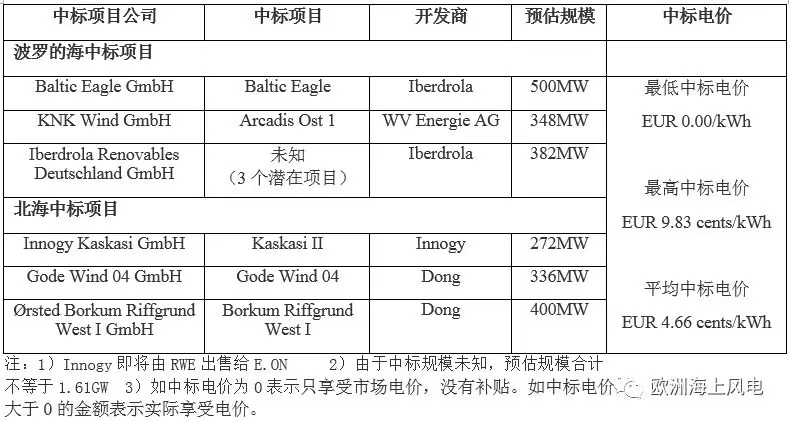 中标项目公司 中标项目 开发商 预估规模 中标电价
波罗的海中标项目
Baltic Eagle GmbH Baltic Eagle Iberdrola 500MW 最低中标电价
KNK Wind GmbH Arcadis Ost 1 WV Energie AG 348MW EUR 0.00/kWh
Iberdrola Renovables 未知 Iberdrola 382MW
Deutschland GmbH （3 个潜在项目）
最高中标电价
北海中标项目
EUR 9.83 cents/kWh
Innogy Kaskasi GmbH Kaskasi II Innogy 272MW
Gode Wind 04 GmbH Gode Wind 04 Dong 336MW 平均中标电价
Ørsted Borkum Riffgrund Borkum Riffgrund Dong 400MW EUR 4.66 cents/kWh
West I GmbH West I
注：1）Innogy 即将由 RWE 出售给 E.ON 2）由于中标规模未知，预估规模合计
不等于 1.61GW 3）如中标电价为 0 表示只享受市场电价，没有补贴。如中标电价 欧洲海上风电
大于 0 的金额表示实际享受电价。